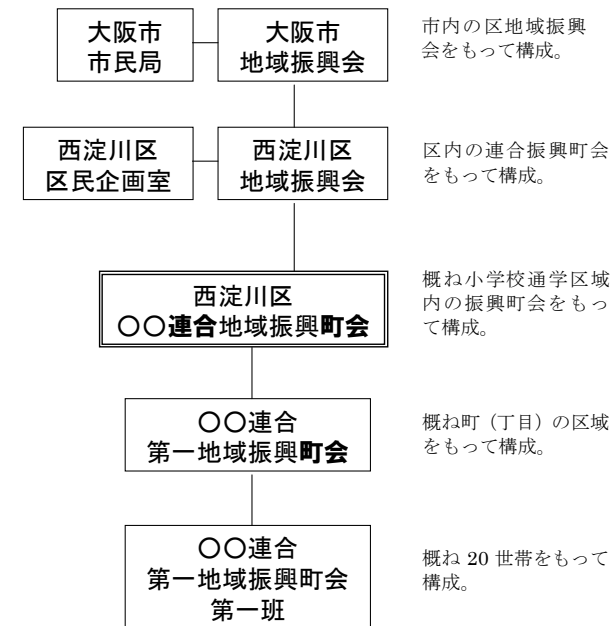 大阪市
市民局
大阪市
地域振興会
市内の区地域振興
会をもって構成。
西淀川区
区民企画室
西淀川区
地域振興会
区内の連合振興町会
をもって構成。
西淀川区
〇〇連合地域振興町会
概ね小学校通学区域
内の振興町会をもっ
て構成。
〇〇連合
第一地域振興町会
概ね町（丁目）の区域
をもって構成。
〇〇連合
第一地域振興町会
第一班
概ね 20 世帯をもって
構成。